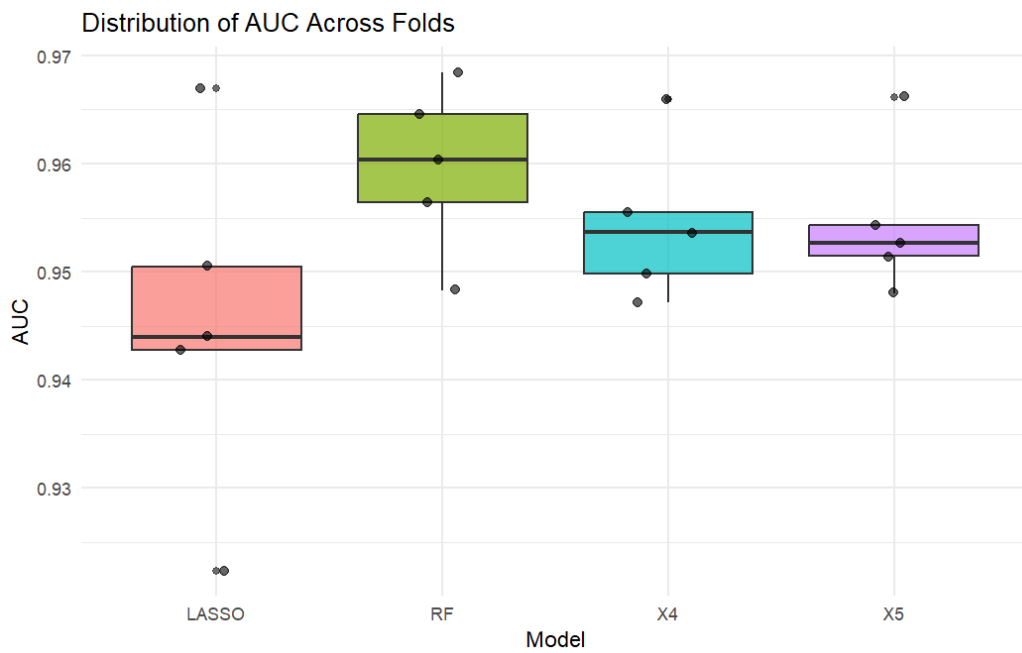 Distribution of AUC Across Folds
0.97
0.96
0.95
0.94
0.93
AUC
LASSO RF X4 X5
Model